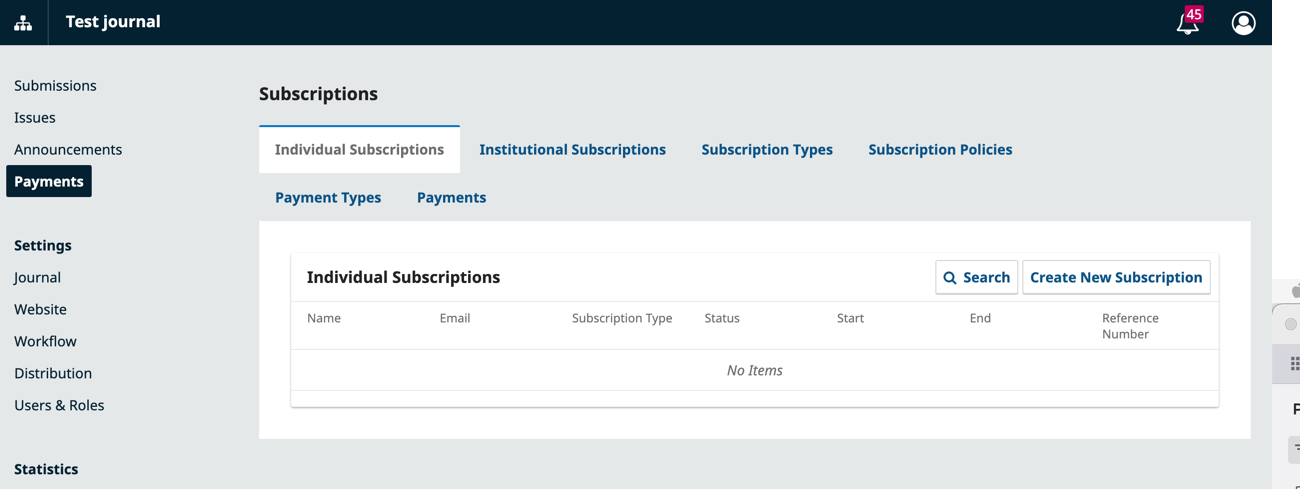 Test journal
45
Submissions
Issues
Announcements
Payments
Settings
Journal
Website
Workflow
Distribution
Users & Roles
Statistics
Subscriptions
Individual Subscriptions Institutional Subscriptions Subscription Types Subscription Policies
Payment Types Payments
Individual Subscriptions Search Create New Subscription
Name Email Subscription Type Status Start End Reference
Number
No Items